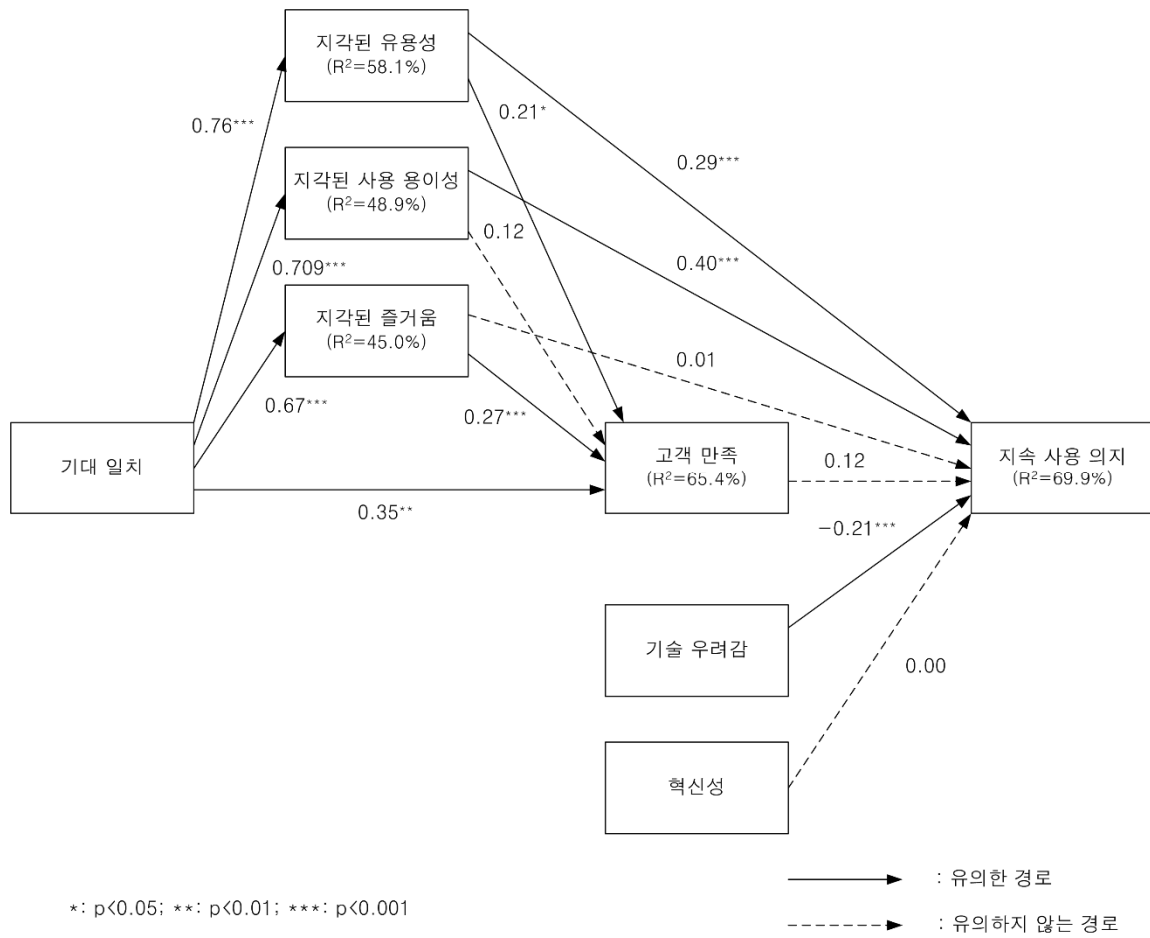 지각된 유용성
(R²=58.1%)
0.76***
0.21*
0.29***
지각된 사용 용이성
(R²=48.9%)
0.12
0.709***
0.40***
지각된 즐거움
(R²=45.0%)
0.01
0.67***
0.27***
기대 일치
고객 만족
(R²=65.4%)
0.12
지속 사용 의지
(R²=69.9%)
0.35**
-0.21***
기술 우려감
0.00
혁신성
: 유의한 경로
*: p<0.05; **: p<0.01; ***: p<0.001
: 유의하지 않는 경로